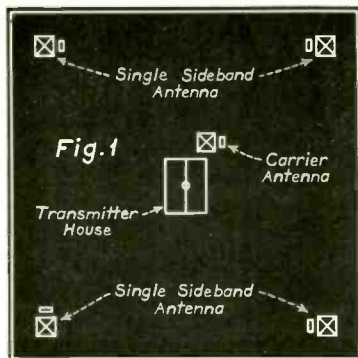 Single Sideband
Antenna
Fig.1
Carrier
Antenna
Transmitter
House
Single Sideband
Antenna